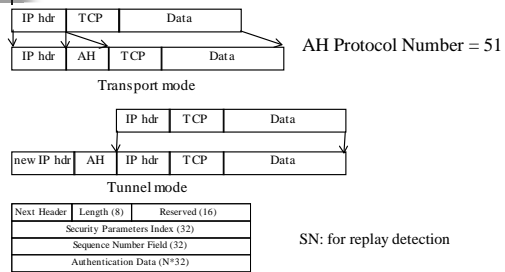 IP hdr TCP Data
AH Protocol Number = 51
IP hdr AH TCP Data
Transport mode
IP hdr TCP Data
new IP hdr AH IP hdr TCP Data
Tunnel mode
Next Header Length (8) Reserved (16)
Security Parameters Index (32)
Sequence Number Field (32)
SN: for replay detection
Authentication Data (N*32)